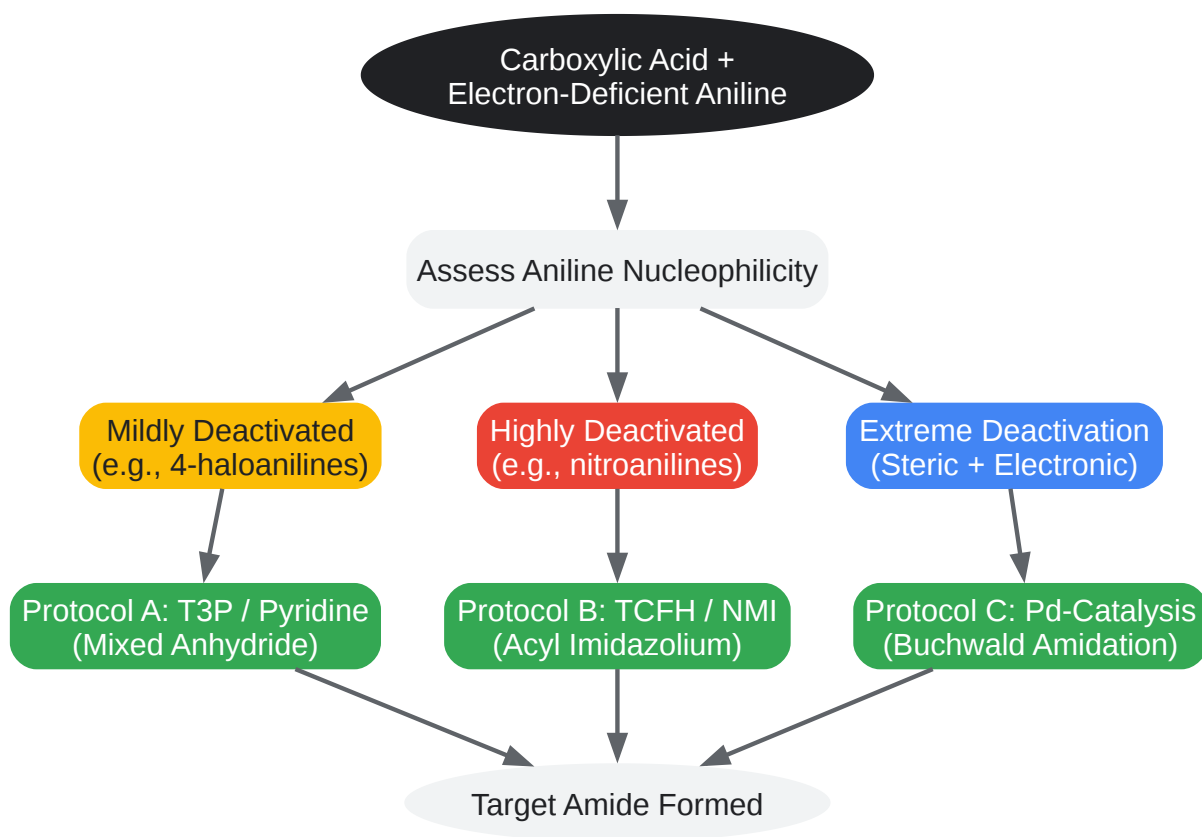 Carboxylic Acid +
Electron-Deficient Aniline
Assess Aniline Nucleophilicity
Mildly Deactivated
(e.g., 4-haloanilines)
Highly Deactivated
(e.g., nitroanilines)
Extreme Deactivation
(Steric + Electronic)
Protocol A: T3P / Pyridine
(Mixed Anhydride)
Protocol B: TCFH / NMI
(Acyl Imidazolium)
Protocol C: Pd-Catalysis
(Buchwald Amidation)
Target Amide Formed